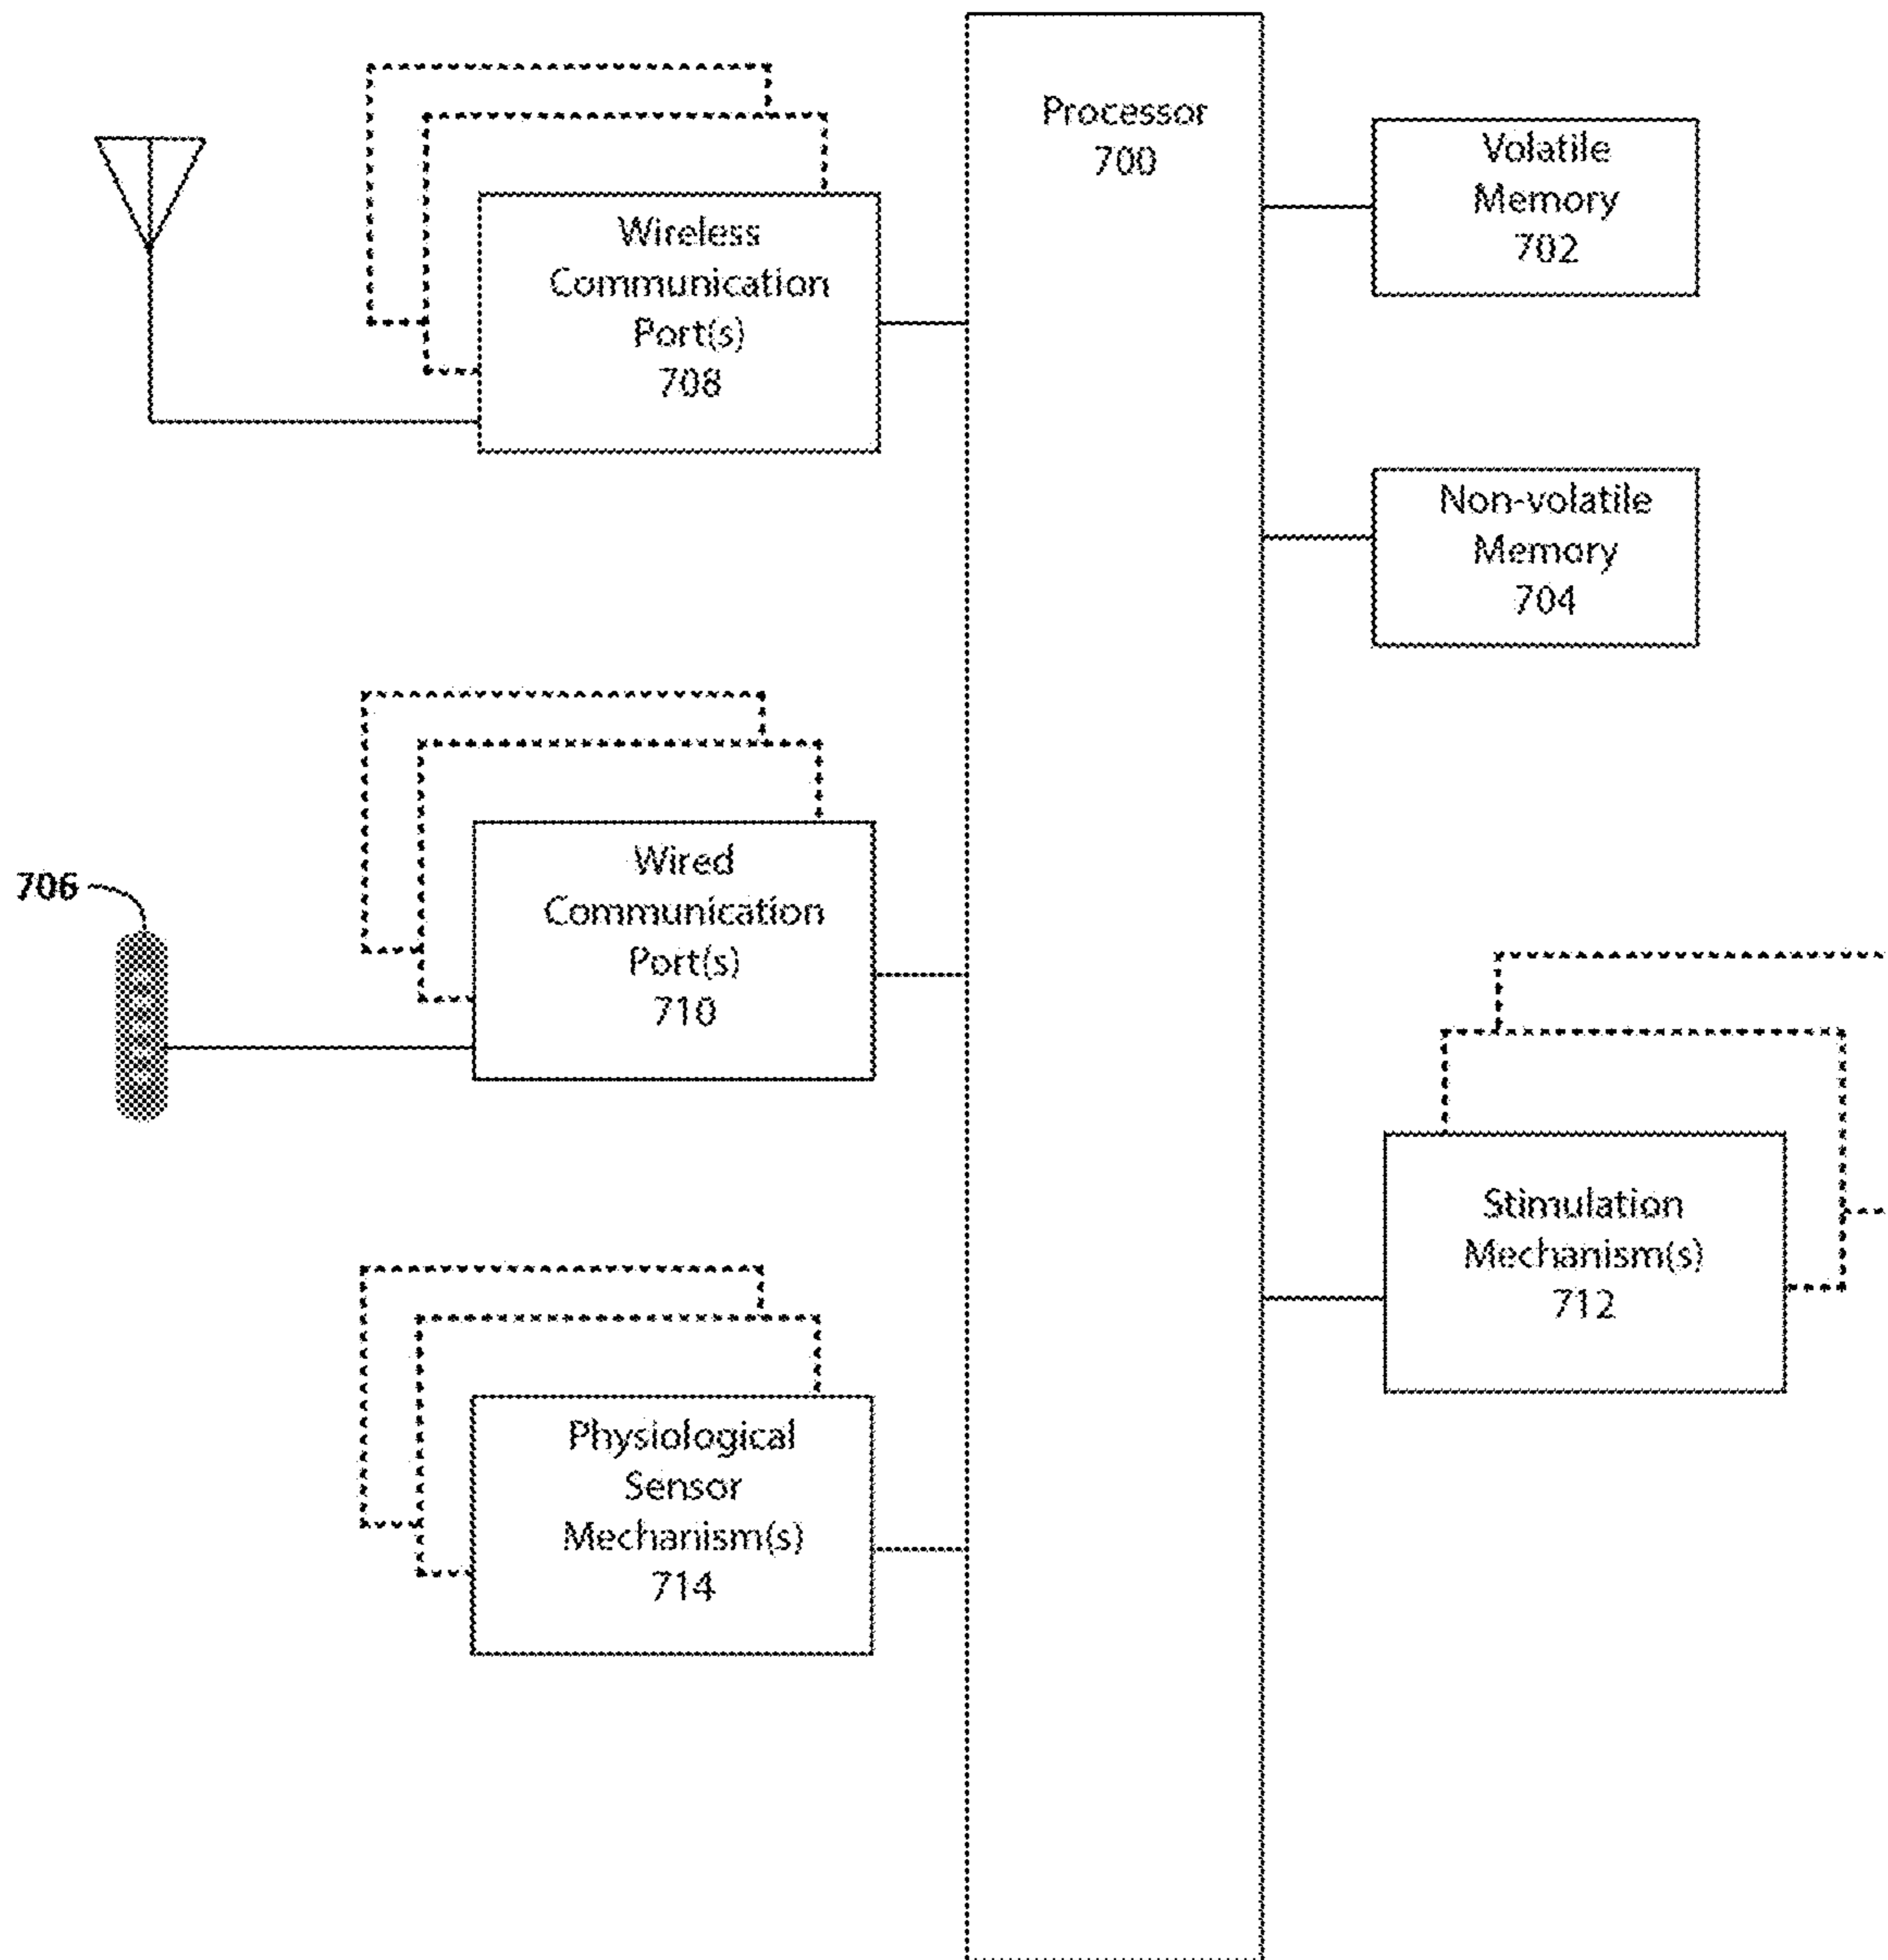 Processor
700
Volatile
Memory
702
Wireless
Communication
Port(s)
708
Non-volatile
Memory
704
706
Wired
Communication
Port(s)
710
Stimulation
Mechanism(s)
712
Physiological
Sensor
Mechanism(s)
714